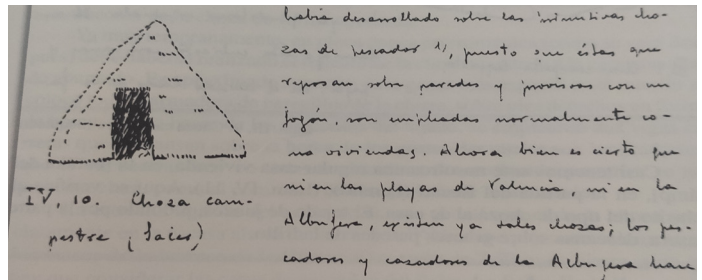 había desarrollado sobre las primitivas cho-
zas de pescador 1), puesto que éstas que
reposan sobre paredes y provistas con un
fogón, son empleadas normalmente co-
mo viviendas. Ahora bien es cierto que
ni en las playas de Valencia, ni en la
Albufera, existen ya tales chozas; los pes-
cadores y cazadores de la Albufera hace
IV, 10. Choza cam-
pestre (Saler)